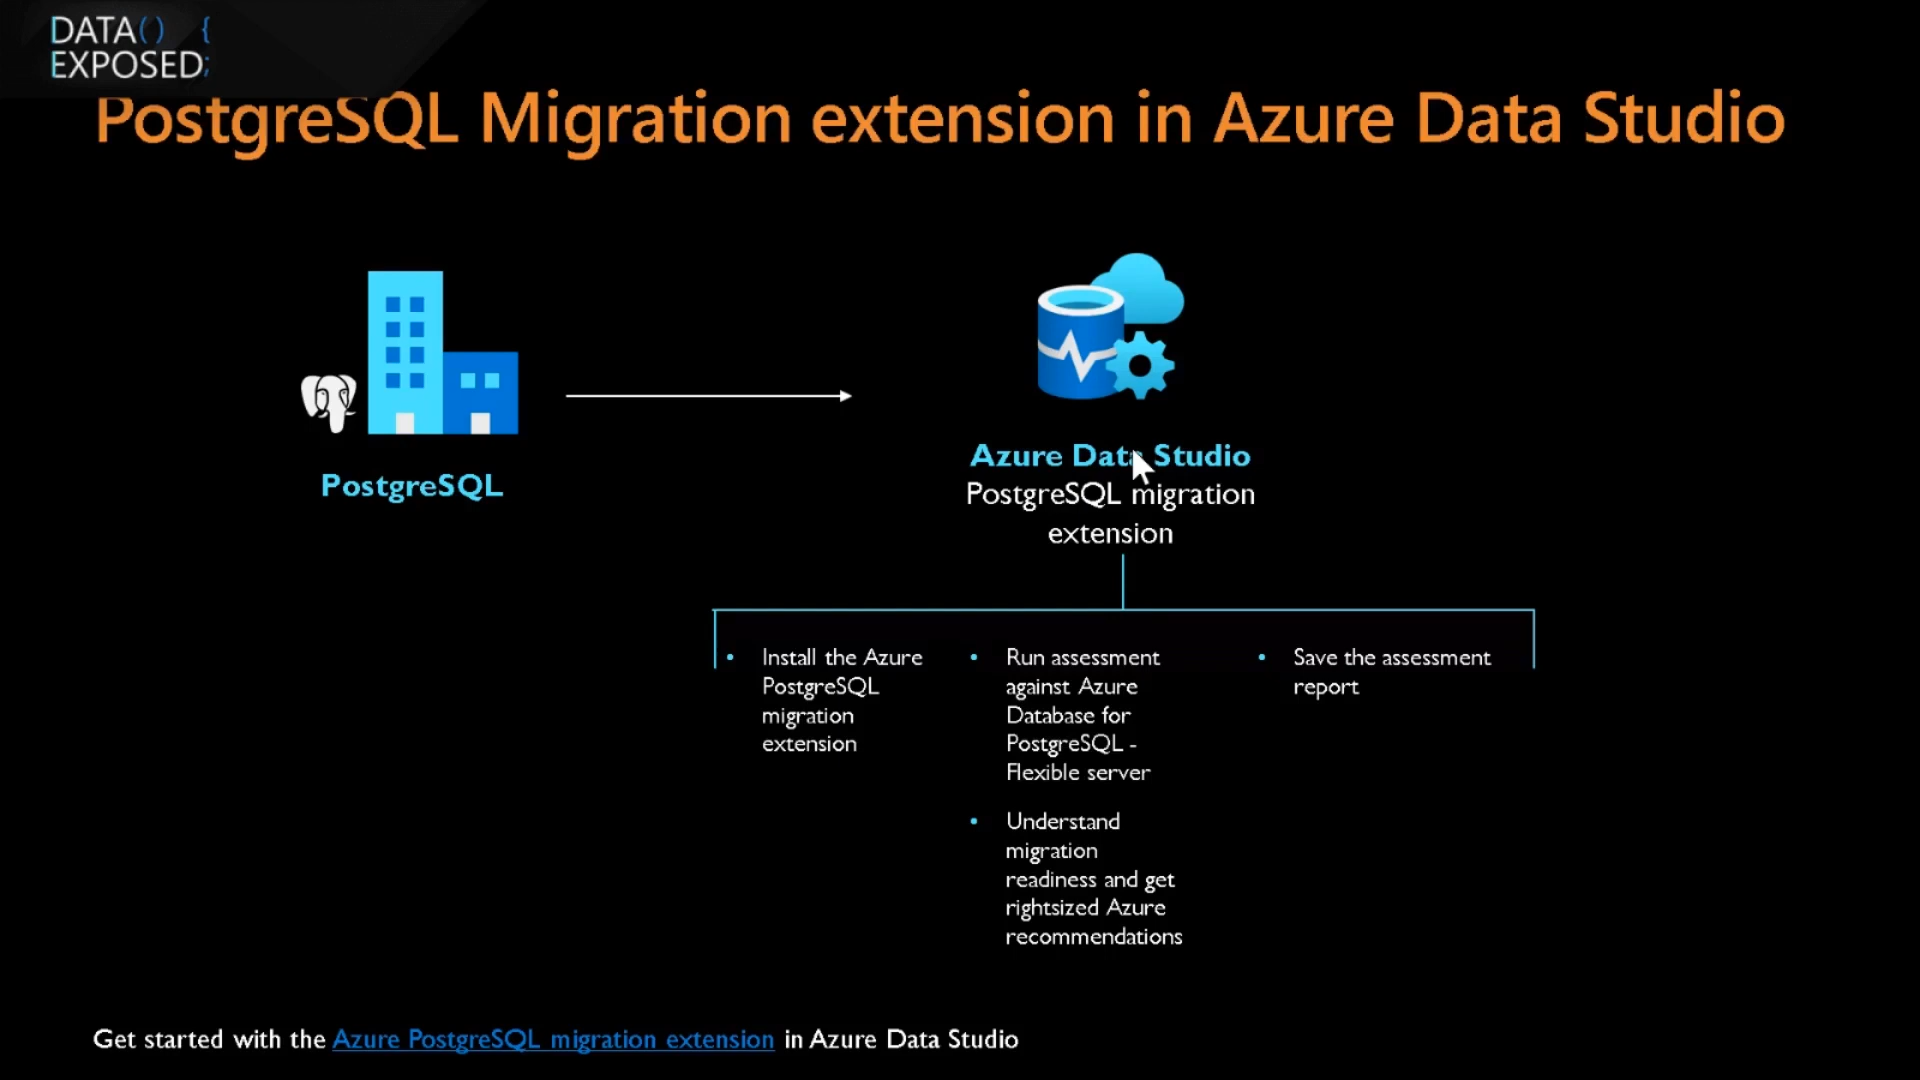 DATA() {
EXPOSED;
PostgreSQL Migration extension in Azure Data Studio
PostgreSQL
Azure Data Studio
PostgreSQL migration
extension
• Install the Azure
PostgreSQL
migration
extension
• Run assessment
against Azure
Database for
PostgreSQL -
Flexible server
• Understand
migration
readiness and get
rightsized Azure
recommendations
• Save the assessment
report
Get started with the Azure PostgreSQL migration extension in Azure Data Studio